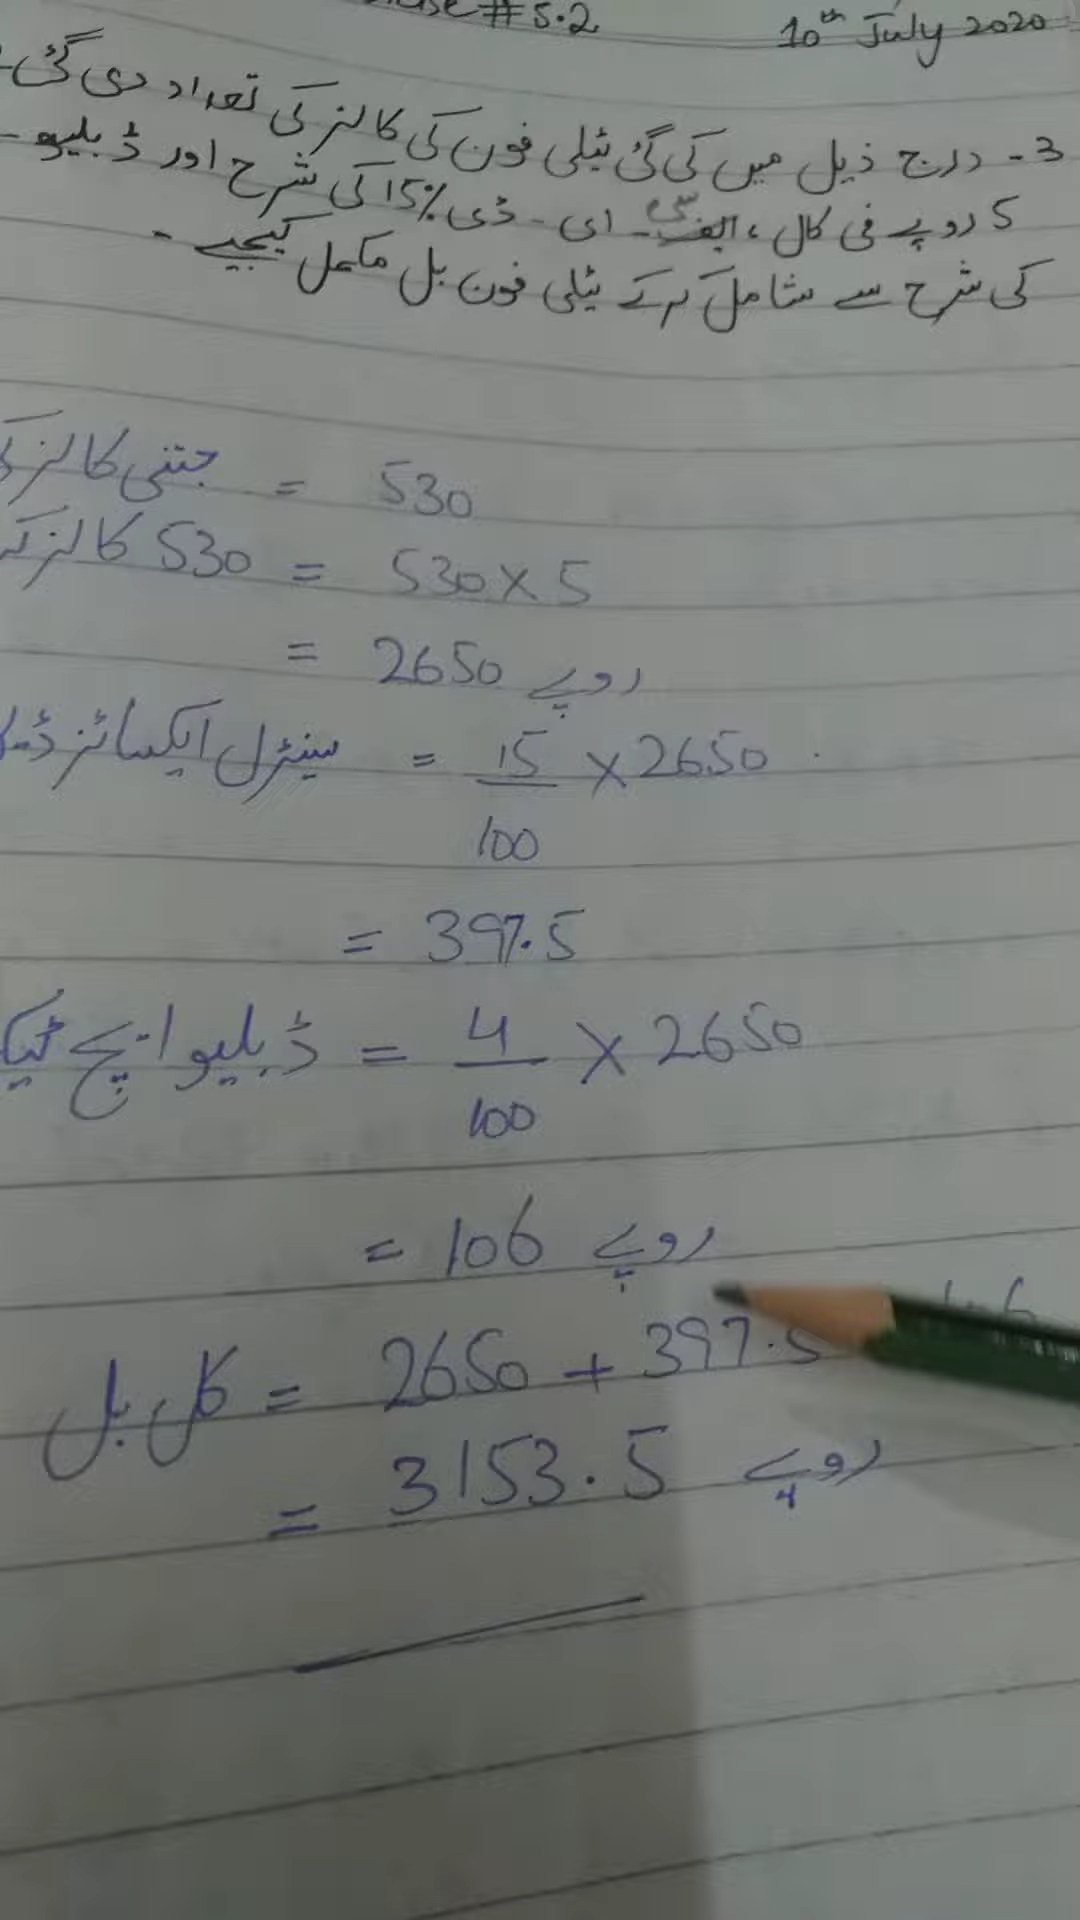 #5.2 10th July 2020
3۔ درج ذیل میں کی گئی ٹیلی فون کی کالز کی تعداد دی گئی۔
5 روپے فی کال، ایف سی۔ ای۔ ڈی 15% کی شرح اور ڈبلیو۔
کی شرح سے شامل کرکے ٹیلی فون بل مکمل کیجیے۔
جتنی کالز = 530
530 کالز = 530 × 5
= 2650 روپے
سینٹرل ایکسائز = 15/100 × 2650
= 397.5
ڈبلیو ایچ = 4/100 × 2650
= 106 روپے
کل بل = 2650 + 397.5
= 3153.5 روپے